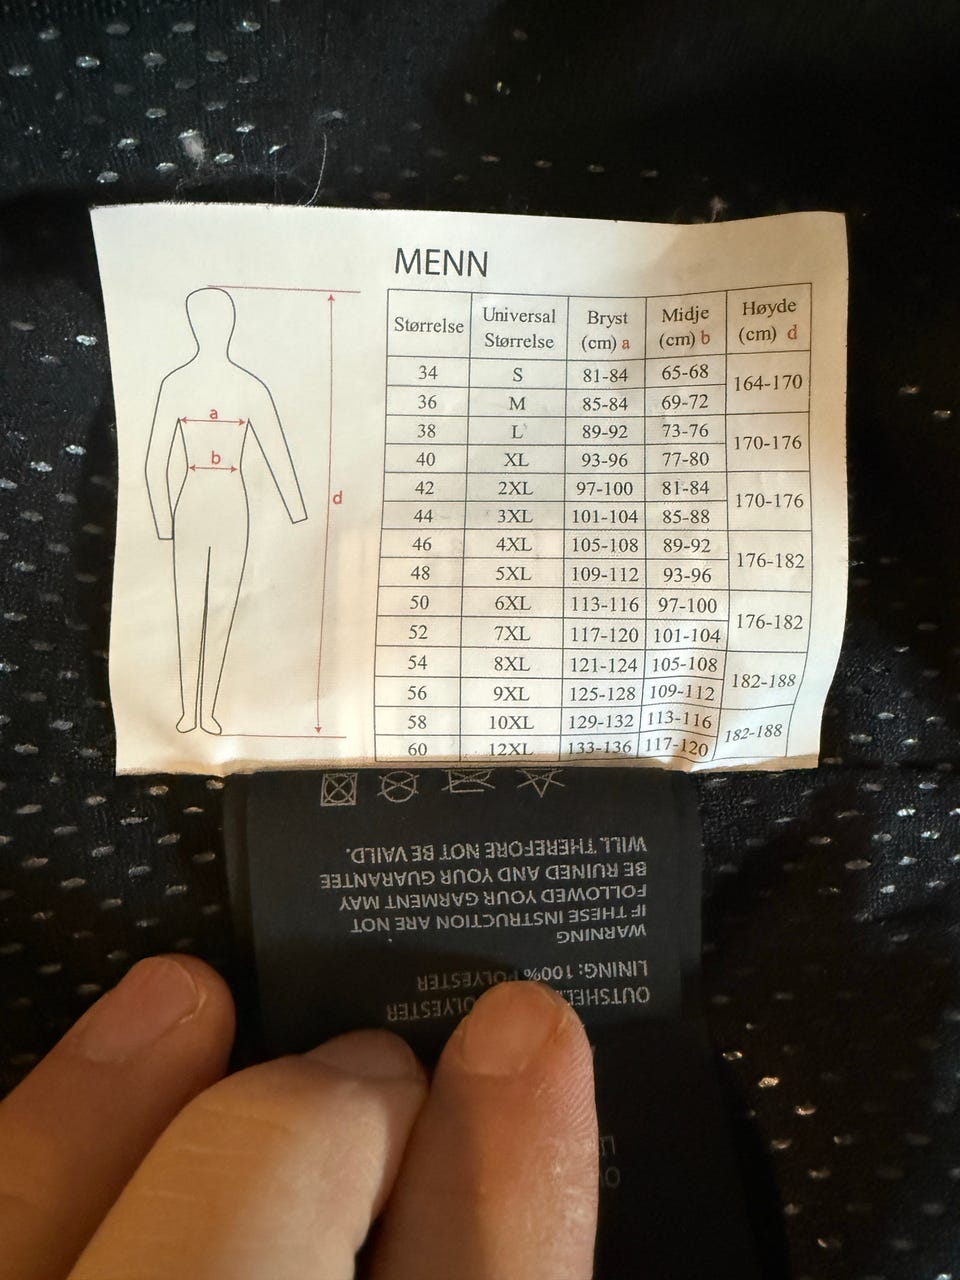 MENN
Størrelse Universal Størrelse Bryst (cm) a Midje (cm) b Høyde (cm) d
34 S 81-84 65-68 164-170
36 M 85-84 69-72
38 L 89-92 73-76 170-176
40 XL 93-96 77-80
42 2XL 97-100 81-84 170-176
44 3XL 101-104 85-88
46 4XL 105-108 89-92 176-182
48 5XL 109-112 93-96
50 6XL 113-116 97-100 176-182
52 7XL 117-120 101-104
54 8XL 121-124 105-108 182-188
56 9XL 125-128 109-112
58 10XL 129-132 113-116 182-188
60 12XL 133-136 117-120
a
b
d
LINING: 100% POLYESTER
WARNING
IF THESE INSTRUCTION ARE NOT
FOLLOWED YOUR GARMENT MAY
BE RUINED AND YOUR GUARANTEE
WILL THEREFORE NOT BE VAILD.